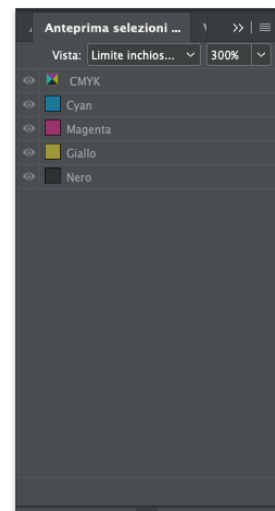 Anteprima selezioni ...
Vista: Limite inchios... 300%
CMYK
Cyan
Magenta
Giallo
Nero